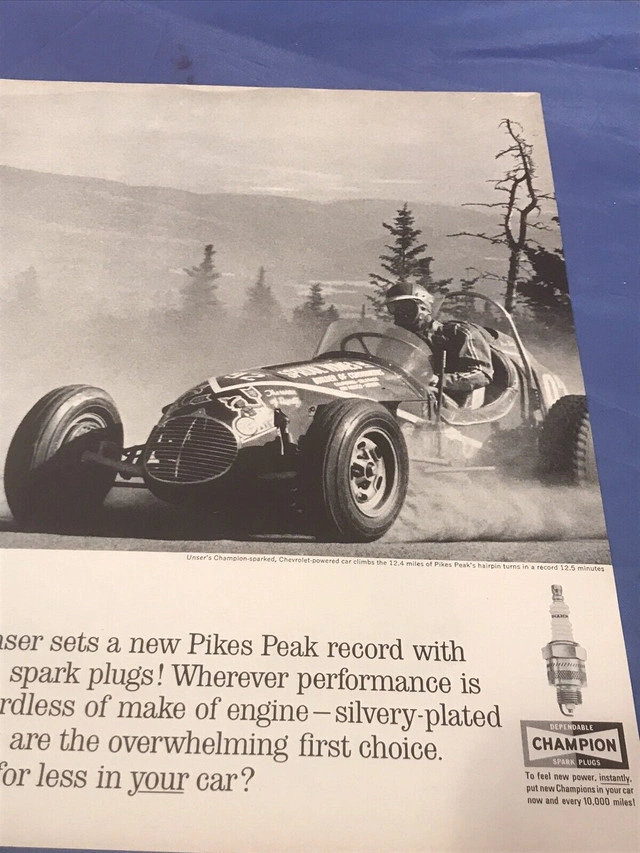 Unser's Champion-sparked, Chevrolet-powered car climbs the 12.4 miles of Pikes Peak's hairpin turns in a record 12.5 minutes
nser sets a new Pikes Peak record with
spark plugs! Wherever performance is
rdless of make of engine—silvery-plated
are the overwhelming first choice.
for less in your car?
DEPENDABLE
CHAMPION
SPARK PLUGS
To feel new power, instantly,
put new Champions in your car
now and every 10,000 miles!